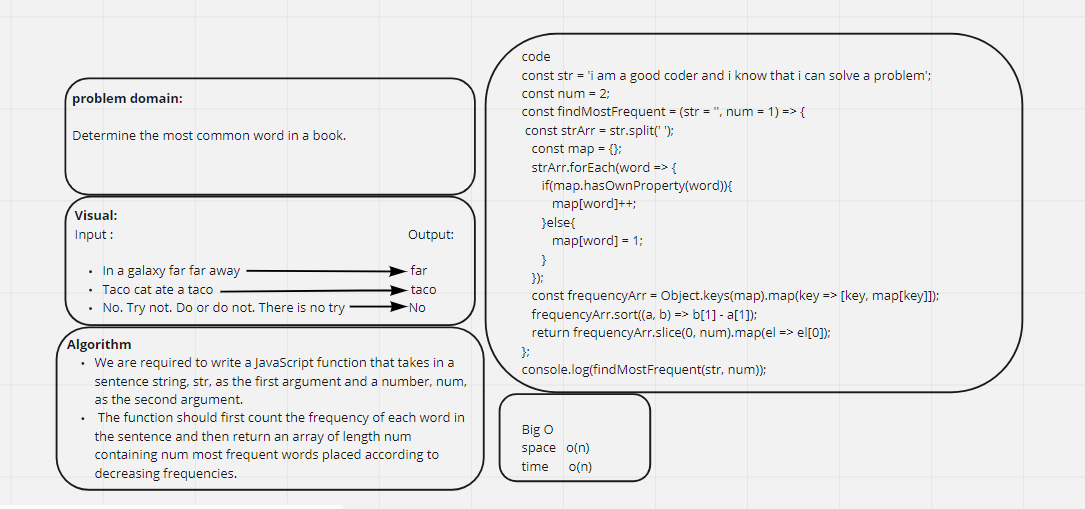 problem domain:
Determine the most common word in a book.
Visual:
Input : Output:
• In a galaxy far far away far
• Taco cat ate a taco taco
• No. Try not. Do or do not. There is no try No
Algorithm
• We are required to write a JavaScript function that takes in a
sentence string, str, as the first argument and a number, num,
as the second argument.
• The function should first count the frequency of each word in
the sentence and then return an array of length num
containing num most frequent words placed according to
decreasing frequencies.
code
const str = 'i am a good coder and i know that i can solve a problem';
const num = 2;
const findMostFrequent = (str = '', num = 1) => {
const strArr = str.split(' ');
const map = {};
strArr.forEach(word => {
if(map.hasOwnProperty(word)){
map[word]++;
}else{
map[word] = 1;
}
});
const frequencyArr = Object.keys(map).map(key => [key, map[key]]);
frequencyArr.sort((a, b) => b[1] - a[1]);
return frequencyArr.slice(0, num).map(el => el[0]);
};
console.log(findMostFrequent(str, num));
Big O
space o(n)
time o(n)